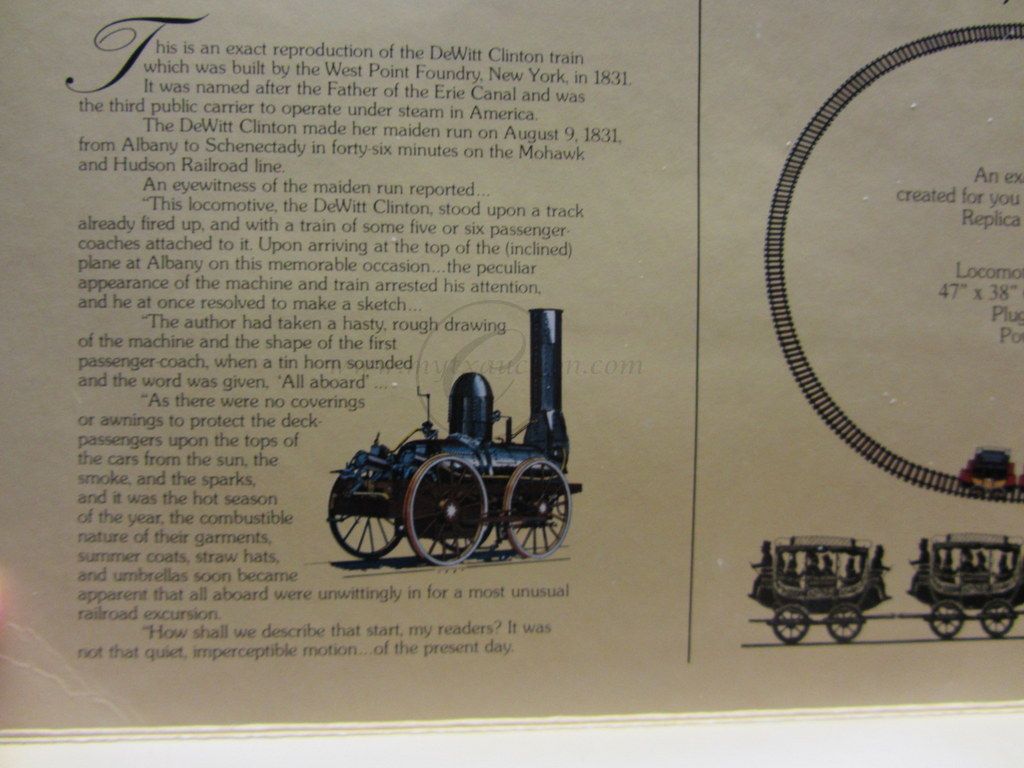 This is an exact reproduction of the DeWitt Clinton train
which was built by the West Point Foundry, New York, in 1831.
It was named after the Father of the Erie Canal and was
the third public carrier to operate under steam in America.
The DeWitt Clinton made her maiden run on August 9, 1831,
from Albany to Schenectady in forty-six minutes on the Mohawk
and Hudson Railroad line.
An eyewitness of the maiden run reported...
"This locomotive, the DeWitt Clinton, stood upon a track
already fired up, and with a train of some five or six passenger-
coaches attached to it. Upon arriving at the top of the (inclined)
plane at Albany on this memorable occasion...the peculiar
appearance of the machine and train arrested his attention,
and he at once resolved to make a sketch...
"The author had taken a hasty, rough drawing
of the machine and the shape of the first
passenger-coach, when a tin horn sounded
and the word was given, 'All aboard'...
"As there were no coverings
or awnings to protect the deck-
passengers upon the tops of
the cars from the sun, the
smoke, and the sparks,
and it was the hot season
of the year, the combustible
nature of their garments,
summer coats, straw hats,
and umbrellas soon became
apparent that all aboard were unwittingly in for a most unusual
railroad excursion.
"How shall we describe that start, my readers? It was
not that quiet, imperceptible motion...of the present day.
An ex
created for you
Replica
Locomo
47" x 38"
Plug
Po